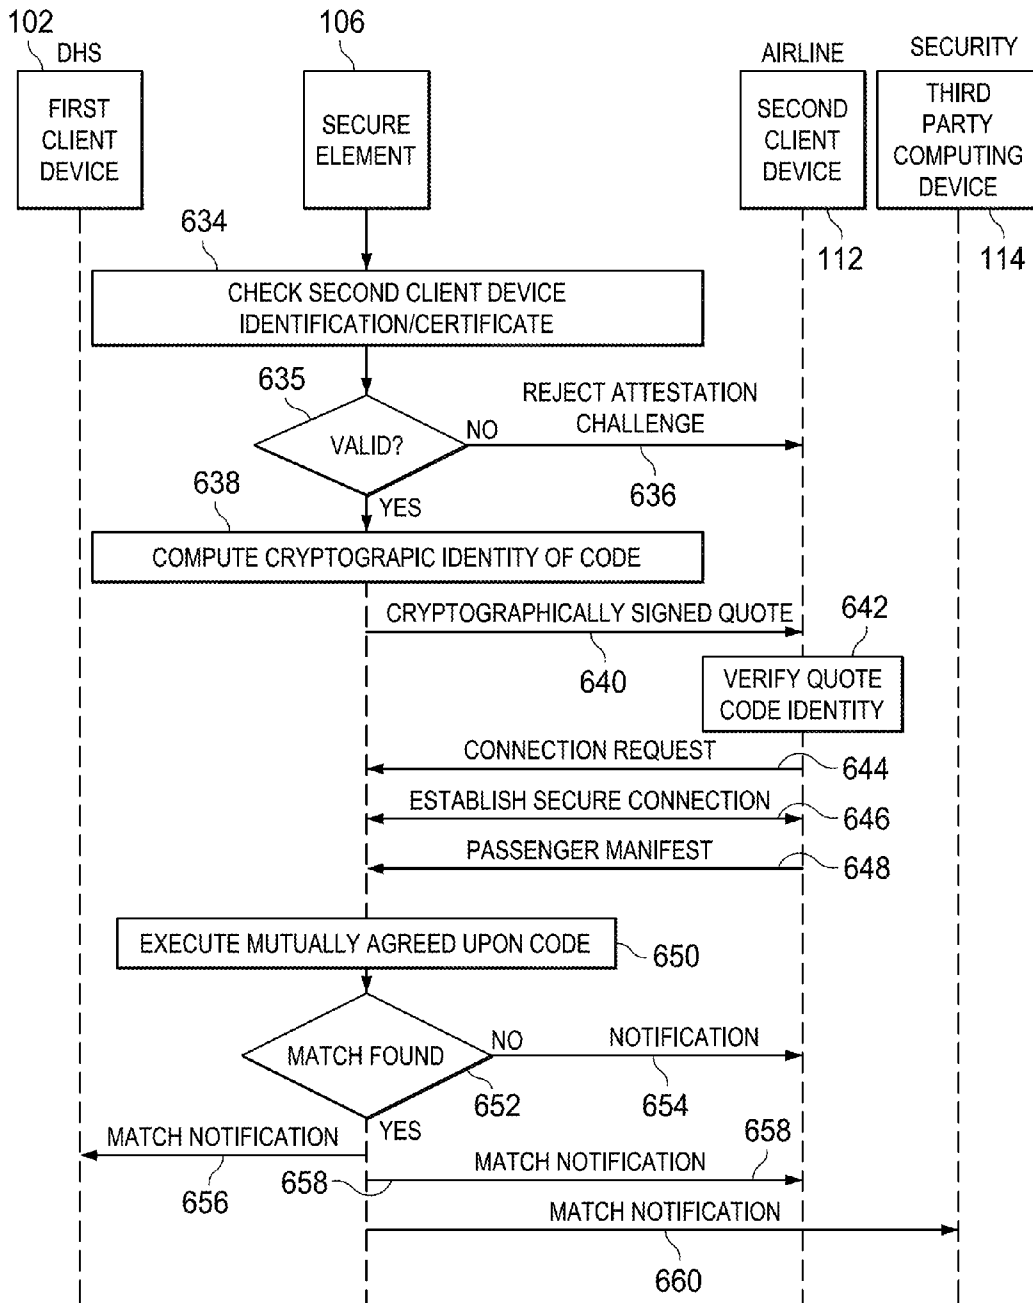 102
DHS
106
AIRLINE
SECURITY
FIRST
CLIENT
DEVICE
SECURE
ELEMENT
SECOND
CLIENT
DEVICE
THIRD
PARTY
COMPUTING
DEVICE
112
114
634
CHECK SECOND CLIENT DEVICE
IDENTIFICATION/CERTIFICATE
635
VALID?
NO
REJECT ATTESTATION
CHALLENGE
636
YES
638
COMPUTE CRYPTOGRAPIC IDENTITY OF CODE
CRYPTOGRAPHICALLY SIGNED QUOTE
640
642
VERIFY QUOTE
CODE IDENTITY
CONNECTION REQUEST
644
ESTABLISH SECURE CONNECTION
646
PASSENGER MANIFEST
648
EXECUTE MUTUALLY AGREED UPON CODE
650
MATCH FOUND
NO
NOTIFICATION
652
654
YES
MATCH NOTIFICATION
656
658
MATCH NOTIFICATION
658
MATCH NOTIFICATION
660